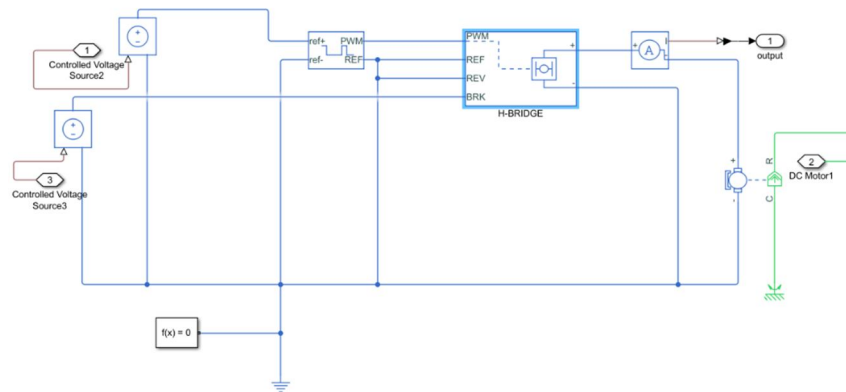 1
Controlled Voltage
Source2
+
−
ref+
ref-
PWM
REF
PWM
REF
REV
BRK
+
-
H-BRIDGE
+
A
-
I
1
output
+
−
3
Controlled Voltage
Source3
+
-
R
C
2
DC Motor1
f(x) = 0